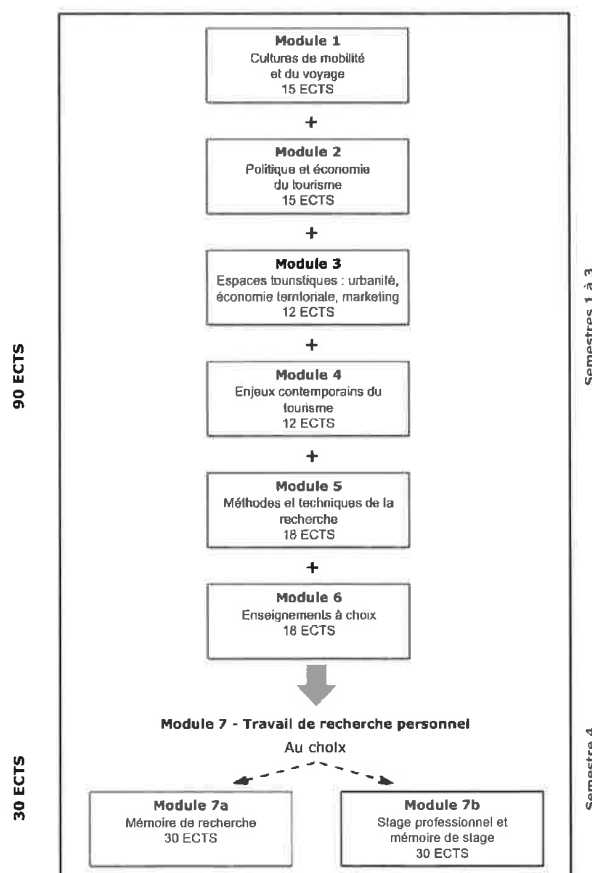 Module 1
Cultures de mobilité
et du voyage
15 ECTS
+
Module 2
Politique et économie
du tourisme
15 ECTS
+
Module 3
Espaces touristiques : urbanité,
économie territoriale, marketing
12 ECTS
+
Module 4
Enjeux contemporains du
tourisme
12 ECTS
+
Module 5
Méthodes et techniques de la
recherche
18 ECTS
+
Module 6
Enseignements à choix
18 ECTS
90 ECTS
Semestres 1 à 3
Module 7 - Travail de recherche personnel
Au choix
Module 7a
Mémoire de recherche
30 ECTS
Module 7b
Stage professionnel et
mémoire de stage
30 ECTS
30 ECTS
Semestre 4